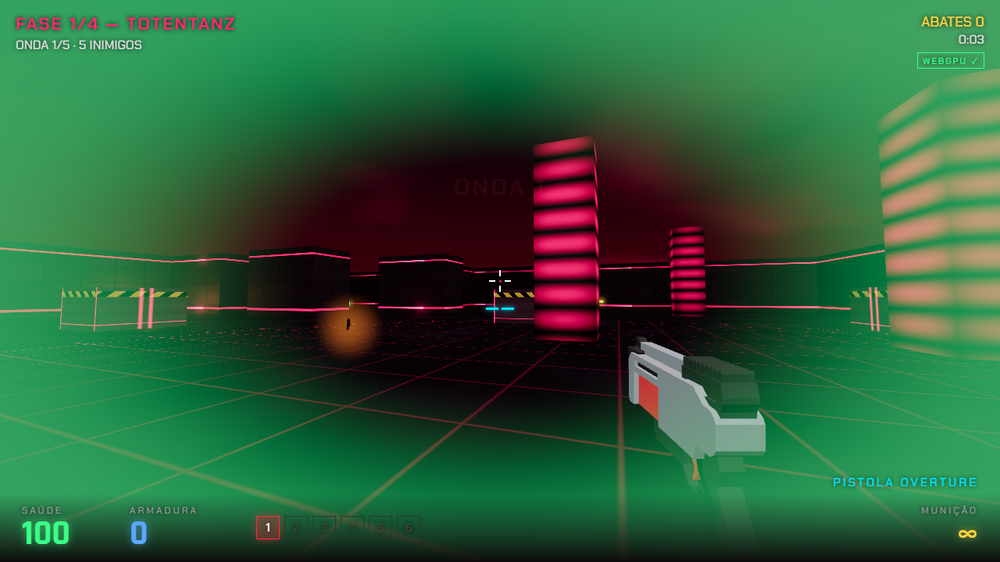 FASE 1/4 — TOTENTANZ
ONDA 1/5 · 5 INIMIGOS
ABATES 0
0:03
WEBGPU ✓
ONDA
PISTOLA OVERTURE
SAÚDE
100
ARMADURA
0
1 2 3 4 5 6
MUNIÇÃO
∞